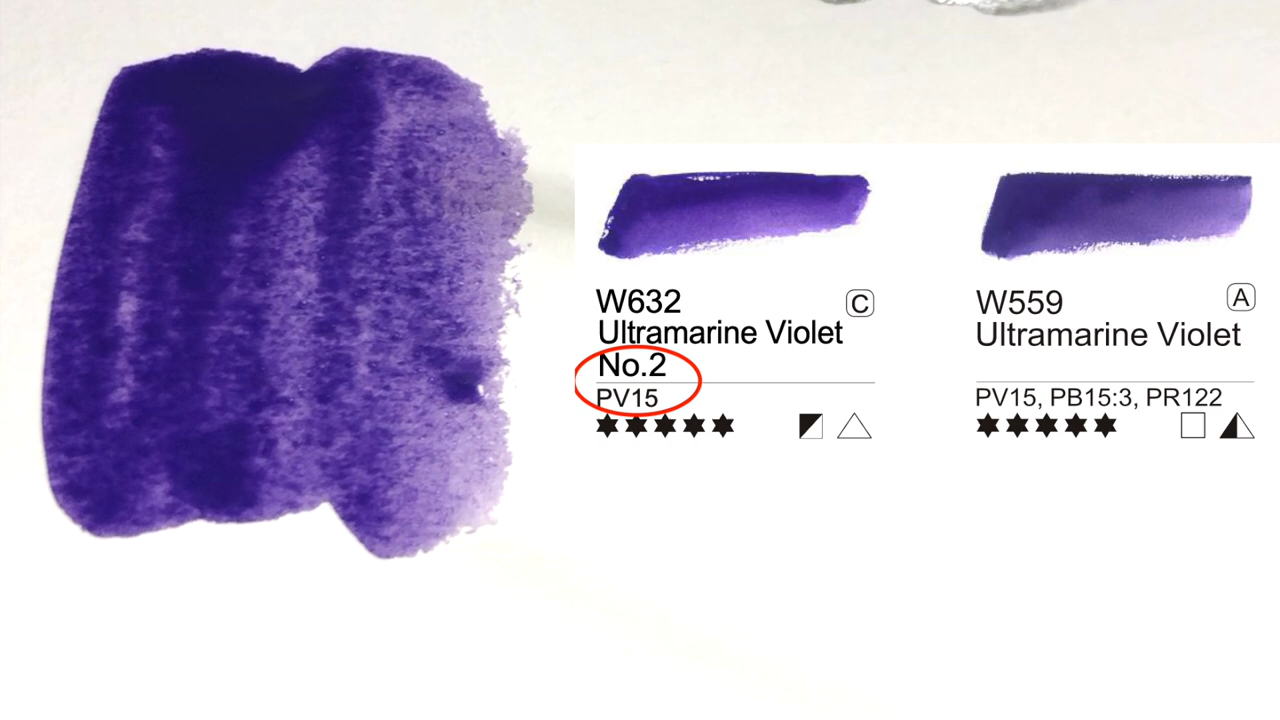 W632
C
Ultramarine Violet
No.2
PV15
W559
A
Ultramarine Violet
PV15, PB15:3, PR122